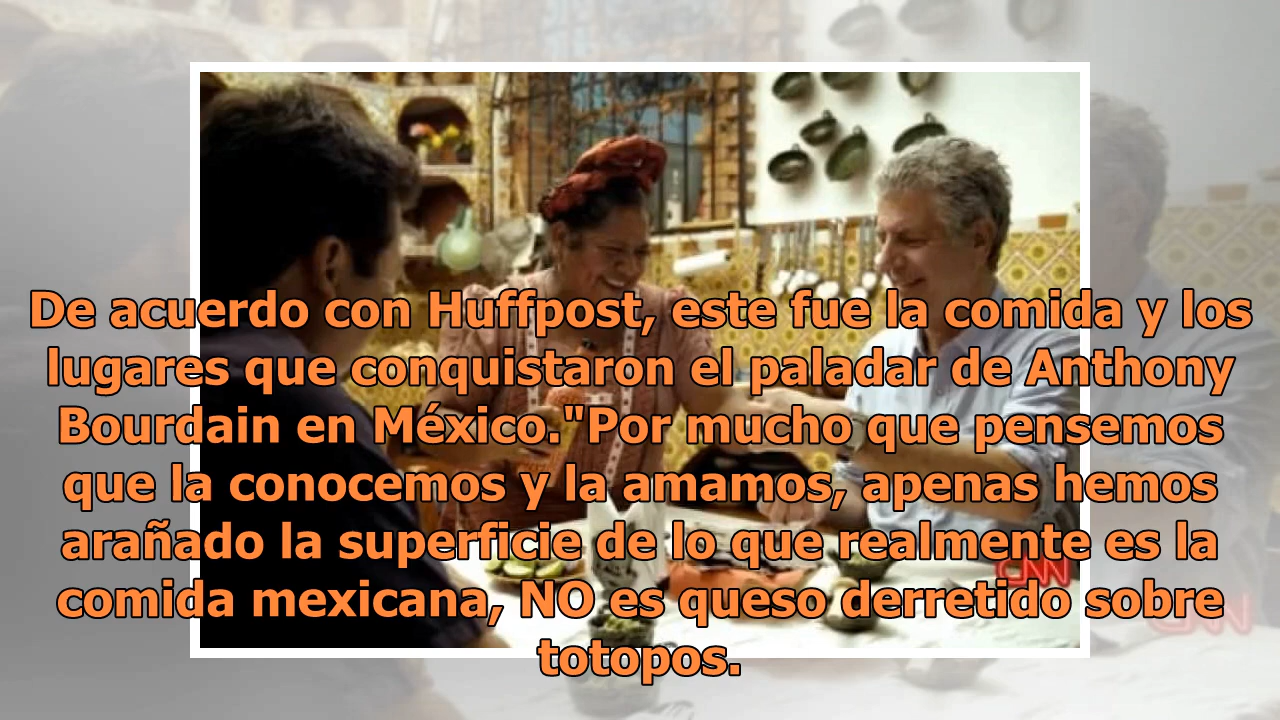 De acuerdo con Huffpost, este fue la comida y los
lugares que conquistaron el paladar de Anthony
Bourdain en México."Por mucho que pensemos
que la conocemos y la amamos, apenas hemos
arañado la superficie de lo que realmente es la
comida mexicana, NO es queso derretido sobre
totopos.
CNN
CNN